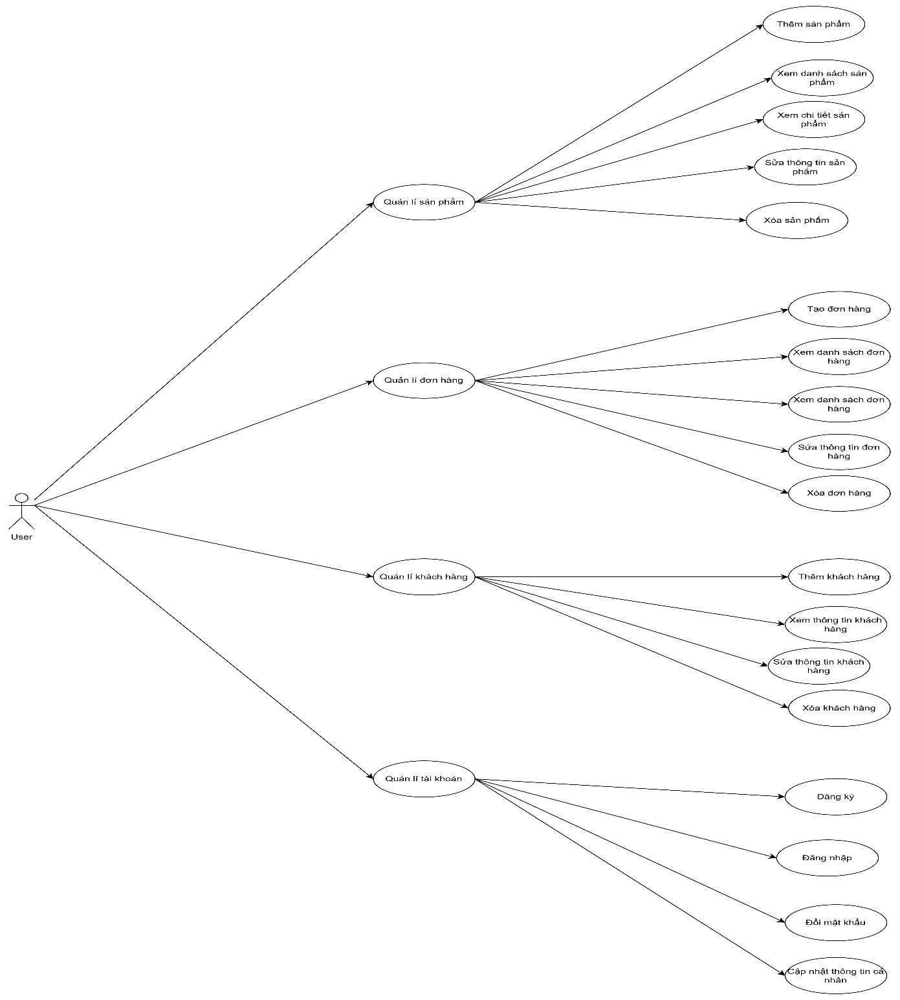 Thêm sản phẩm
Xem danh sách sản
phẩm
Xem chi tiết sản
phẩm
Sửa thông tin sản
phẩm
Quản lí sản phẩm
Xóa sản phẩm
Tạo đơn hàng
Xem danh sách đơn
hàng
Quản lí đơn hàng
Xem danh sách đơn
hàng
Sửa thông tin đơn
hàng
Xóa đơn hàng
User
Quản lí khách hàng
Thêm khách hàng
Xem thông tin khách
hàng
Sửa thông tin khách
hàng
Xóa khách hàng
Quản lí tài khoản
Đăng ký
Đăng nhập
Đổi mật khẩu
Cập nhật thông tin cá
nhân